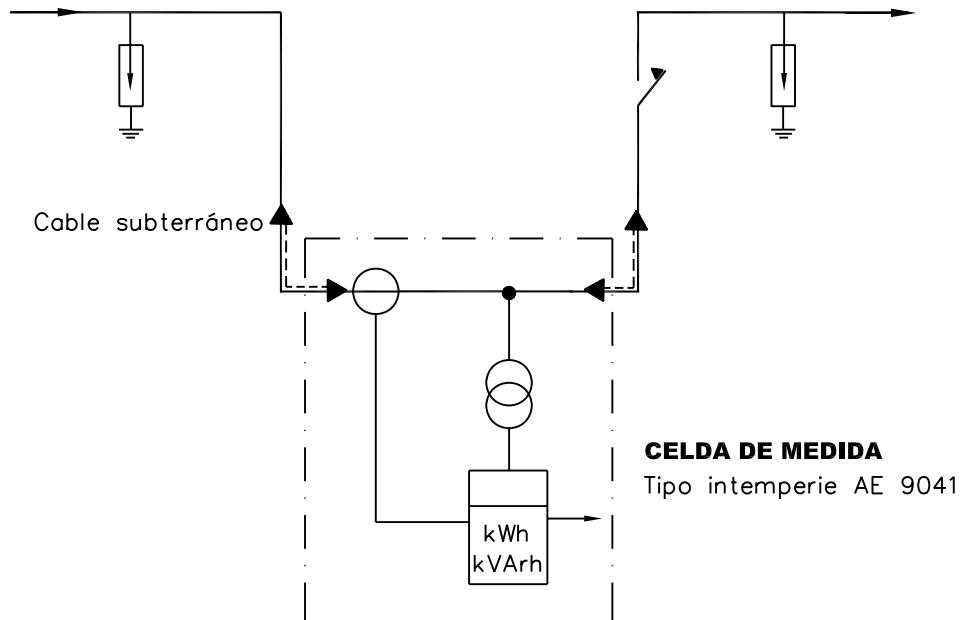 Cable subterráneo
CELDA DE MEDIDA
Tipo intemperie AE 9041
kWh
kVArh